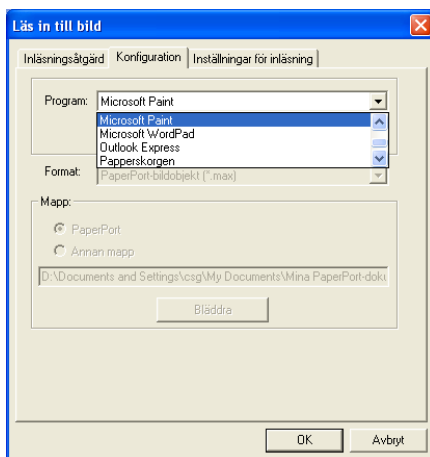 Läs in till bild
Inläsningsåtgärd Konfiguration Inställningar för inläsning
Program: Microsoft Paint
Microsoft Paint
Microsoft WordPad
Outlook Express
Papperskorgen
Format: PaperPort-bildobjekt (*.max)
Mapp:
PaperPort
Annan mapp
D:\Documents and Settings\csg\My Documents\Mina PaperPort-doku
Bläddra
OK Avbryt